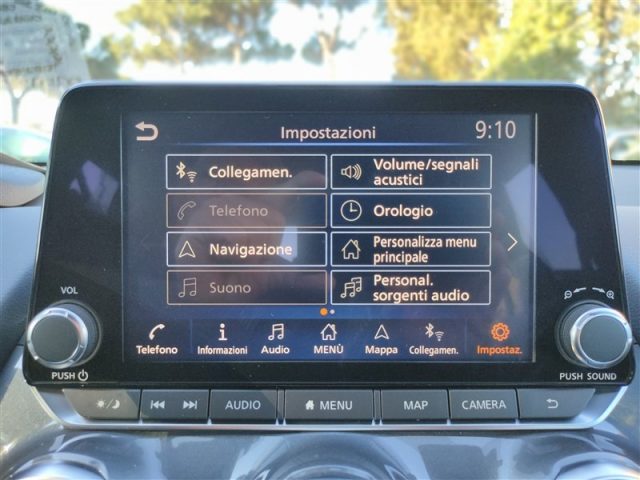 Impostazioni
9:10
Collegamen.
Volume/segnali
acustici
Telefono
Orologio
Navigazione
Personalizza menu
principale
Suono
Personal.
sorgenti audio
Telefono
Informazioni
Audio
MENÙ
Mappa
Collegamen.
Impostaz.
VOL
PUSH
PUSH SOUND
AUDIO
MENU
MAP
CAMERA